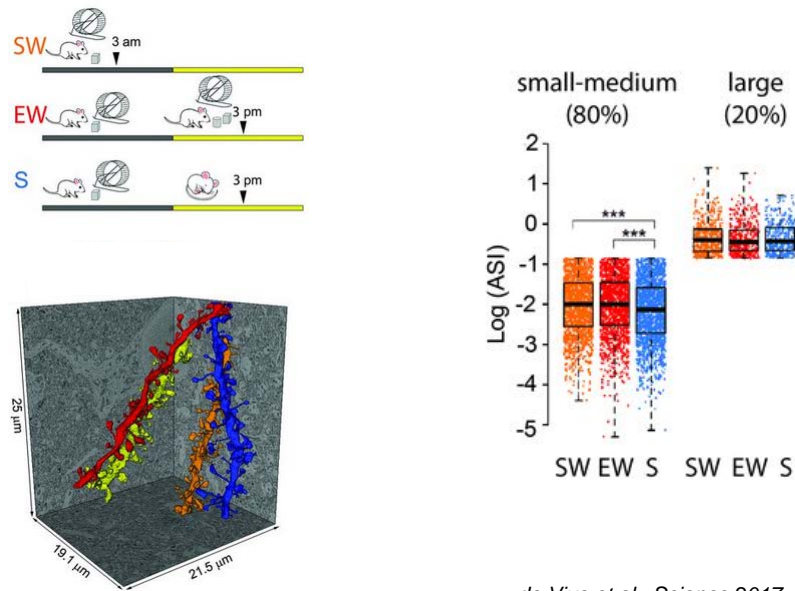 SW
3 am
EW
3 pm
S
3 pm
25 μm
19.1 μm
21.5 μm
small-medium
(80%)
large
(20%)
2
1
0
-1
-2
-3
-4
-5
Log (ASI)
***
***
SW EW S
SW EW S